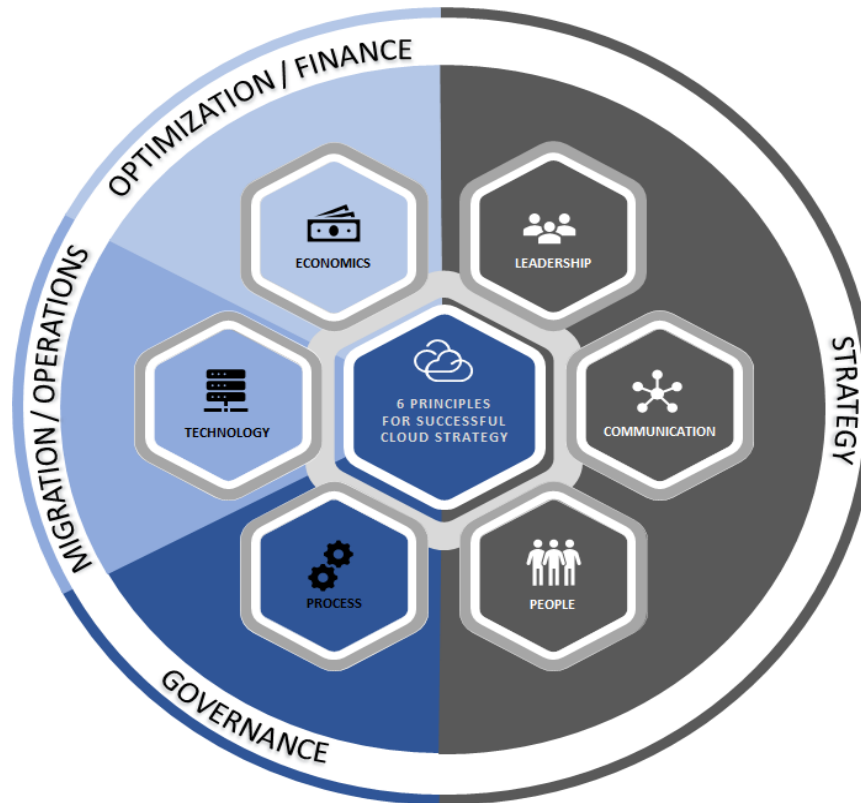 OPTIMIZATION / FINANCE
MIGRATION / OPERATIONS
GOVERNANCE
STRATEGY
ECONOMICS
LEADERSHIP
TECHNOLOGY
6 PRINCIPLES
FOR SUCCESSFUL
CLOUD STRATEGY
COMMUNICATION
PROCESS
PEOPLE